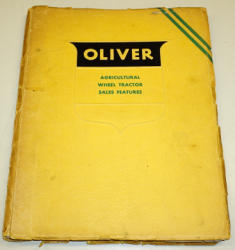 OLIVER
AGRICULTURAL
WHEEL TRACTOR
SALES FEATURES